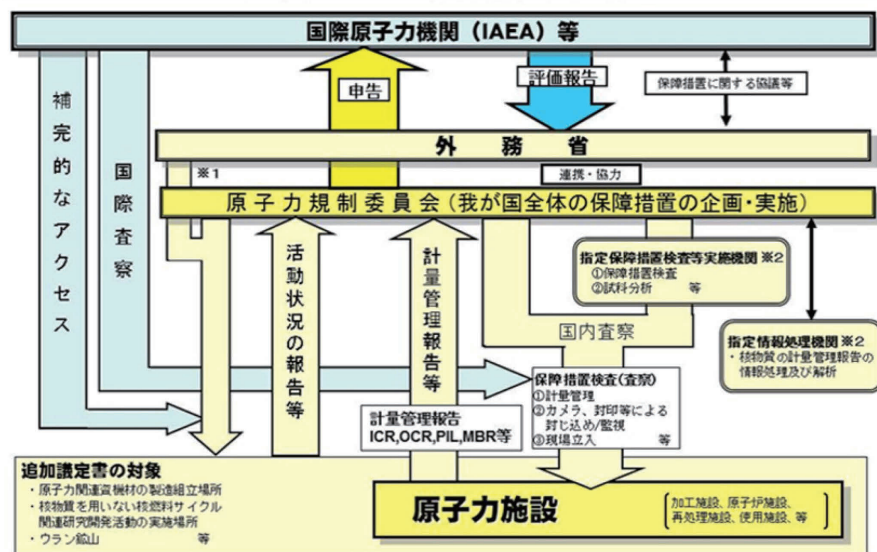 国際原子力機関（IAEA）等
申告
評価報告
保障措置に関する協議等
補完的なアクセス
国際査察
外務省
※1
連携・協力
原子力規制委員会（我が国全体の保障措置の企画・実施）
活動状況の報告等
計量管理報告等
指定保障措置検査等実施機関※2
①保障措置検査
②試料分析　等
国内査察
指定情報処理機関※2
・核物質の計量管理報告の
情報処理及び解析
保障措置検査(査察)
①計量管理
②カメラ、封印等による
封じ込め/監視
③現場立入　等
計量管理報告
ICR,OCR,PIL,MBR等
追加議定書の対象
・原子力関連資機材の製造組立場所
・核物質を用いない核燃料サイクル
関連研究開発活動の実施場所
・ウラン鉱山　等
原子力施設
加工施設、原子炉施設、
再処理施設、使用施設、等